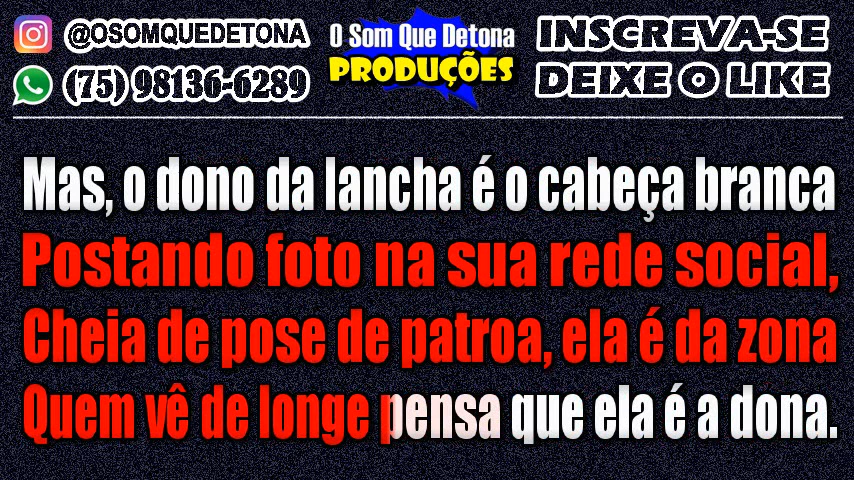 @OSOMQUEDETONA
(75) 98136-6289
O Som Que Detona
PRODUÇÕES
INSCREVA-SE
DEIXE O LIKE
Mas, o dono da lancha é o cabeça branca
Postando foto na sua rede social,
Cheia de pose de patroa, ela é da zona
Quem vê de longe pensa que ela é a dona.